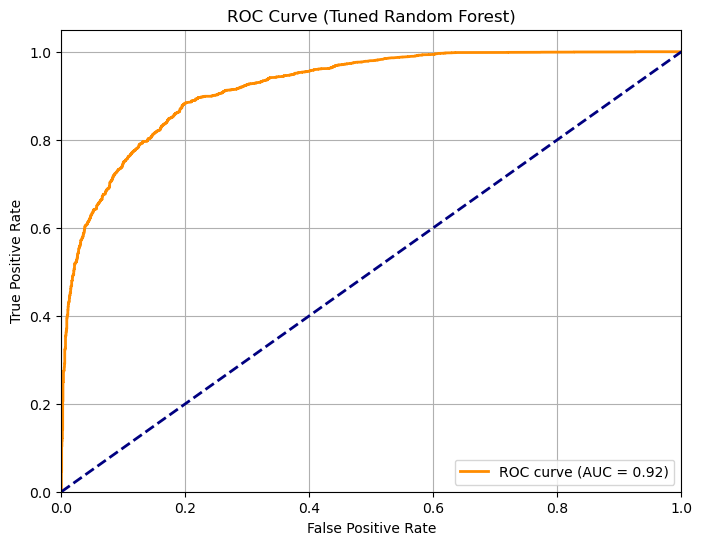 ROC Curve (Tuned Random Forest)
1.0
0.8
0.6
0.4
0.2
0.0
True Positive Rate
ROC curve (AUC = 0.92)
0.0 0.2 0.4 0.6 0.8 1.0
False Positive Rate